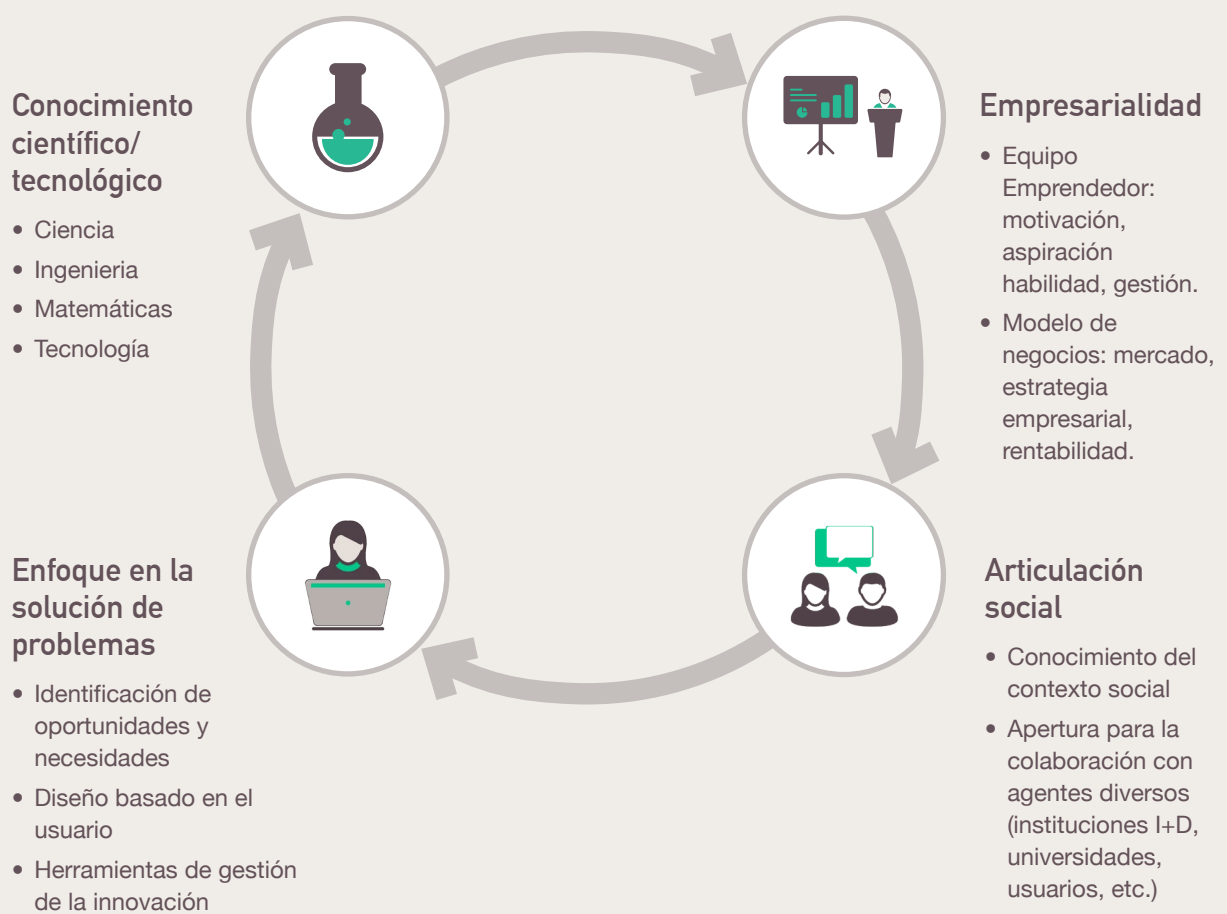 Conocimiento
científico/
tecnológico
• Ciencia
• Ingenieria
• Matemáticas
• Tecnología
Empresarialidad
• Equipo
Emprendedor:
motivación,
aspiración
habilidad, gestión.
• Modelo de
negocios: mercado,
estrategia
empresarial,
rentabilidad.
Enfoque en la
solución de
problemas
• Identificación de
oportunidades y
necesidades
• Diseño basado en el
usuario
• Herramientas de gestión
de la innovación
Articulación
social
• Conocimiento del
contexto social
• Apertura para la
colaboración con
agentes diversos
(instituciones I+D,
universidades,
usuarios, etc.)